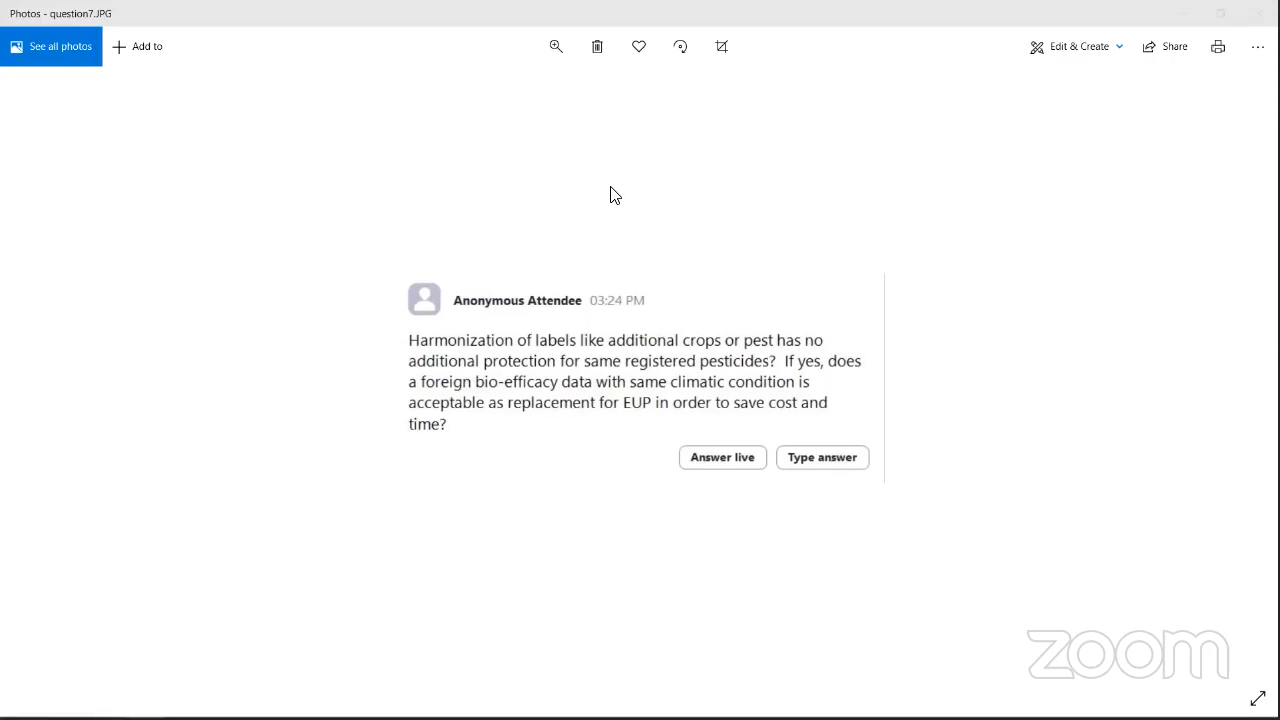 Photos - question7.JPG
See all photos
Add to
Edit & Create
Share
Anonymous Attendee 03:24 PM
Harmonization of labels like additional crops or pest has no
additional protection for same registered pesticides? If yes, does
a foreign bio-efficacy data with same climatic condition is
acceptable as replacement for EUP in order to save cost and
time?
Answer live
Type answer
zoom